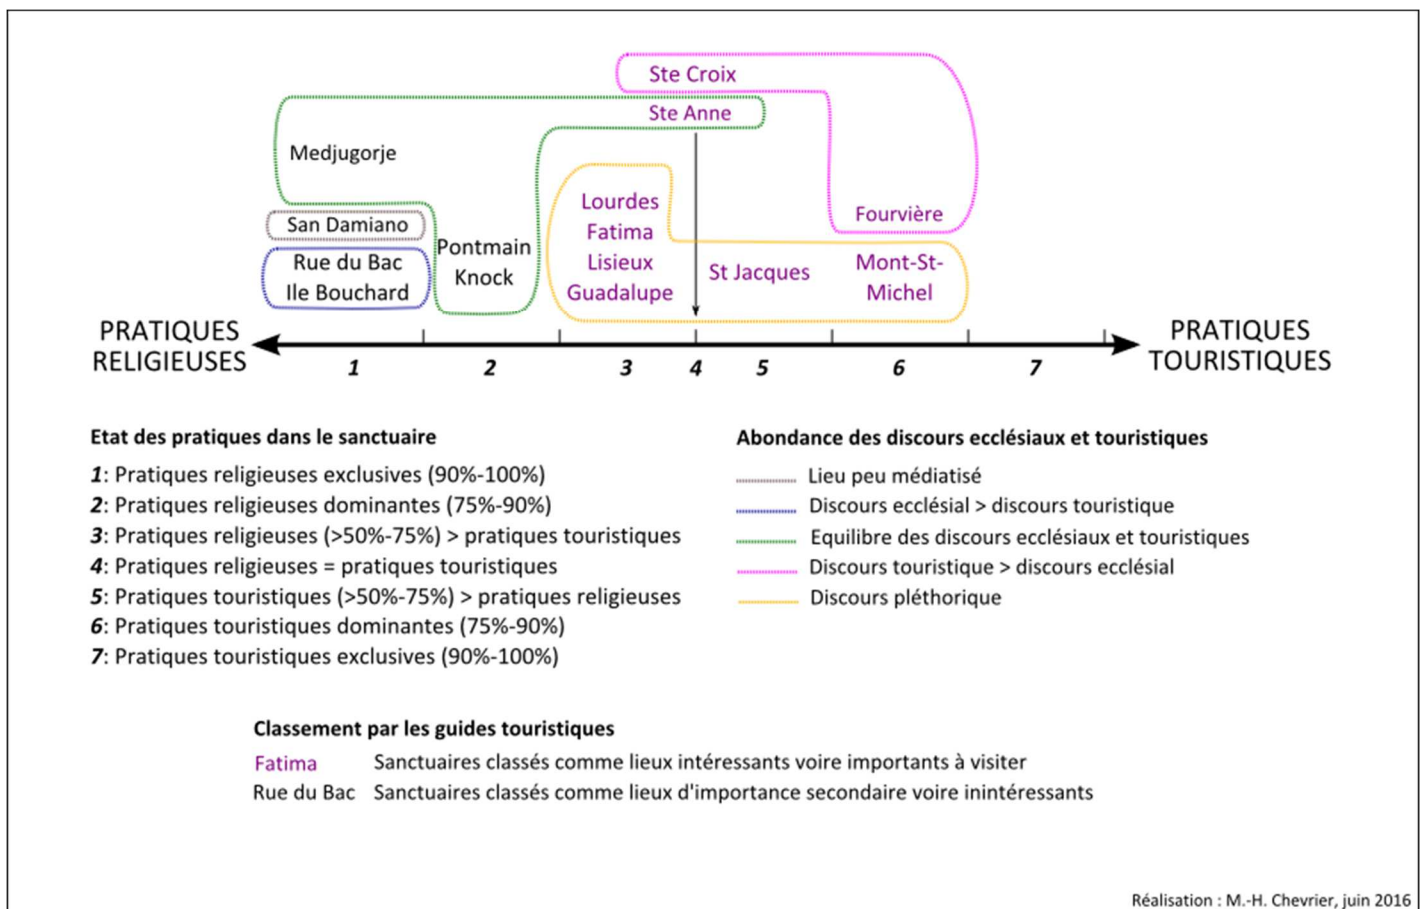 Ste Croix
Ste Anne
Medjugorje
San Damiano
Rue du Bac
Ile Bouchard
Pontmain
Knock
Lourdes
Fatima
Lisieux
Guadalupe
St Jacques
Fourvière
Mont-St-
Michel
PRATIQUES
RELIGIEUSES
1 2 3 4 5 6 7
PRATIQUES
TOURISTIQUES
Etat des pratiques dans le sanctuaire
1: Pratiques religieuses exclusives (90%-100%)
2: Pratiques religieuses dominantes (75%-90%)
3: Pratiques religieuses (>50%-75%) > pratiques touristiques
4: Pratiques religieuses = pratiques touristiques
5: Pratiques touristiques (>50%-75%) > pratiques religieuses
6: Pratiques touristiques dominantes (75%-90%)
7: Pratiques touristiques exclusives (90%-100%)
Abondance des discours ecclésiaux et touristiques
Lieu peu médiatisé
Discours ecclésial > discours touristique
Equilibre des discours ecclésiaux et touristiques
Discours touristique > discours ecclésial
Discours pléthorique
Classement par les guides touristiques
Fatima Sanctuaires classés comme lieux intéressants voire importants à visiter
Rue du Bac Sanctuaires classés comme lieux d'importance secondaire voire inintéressants
Réalisation : M.-H. Chevrier, juin 2016